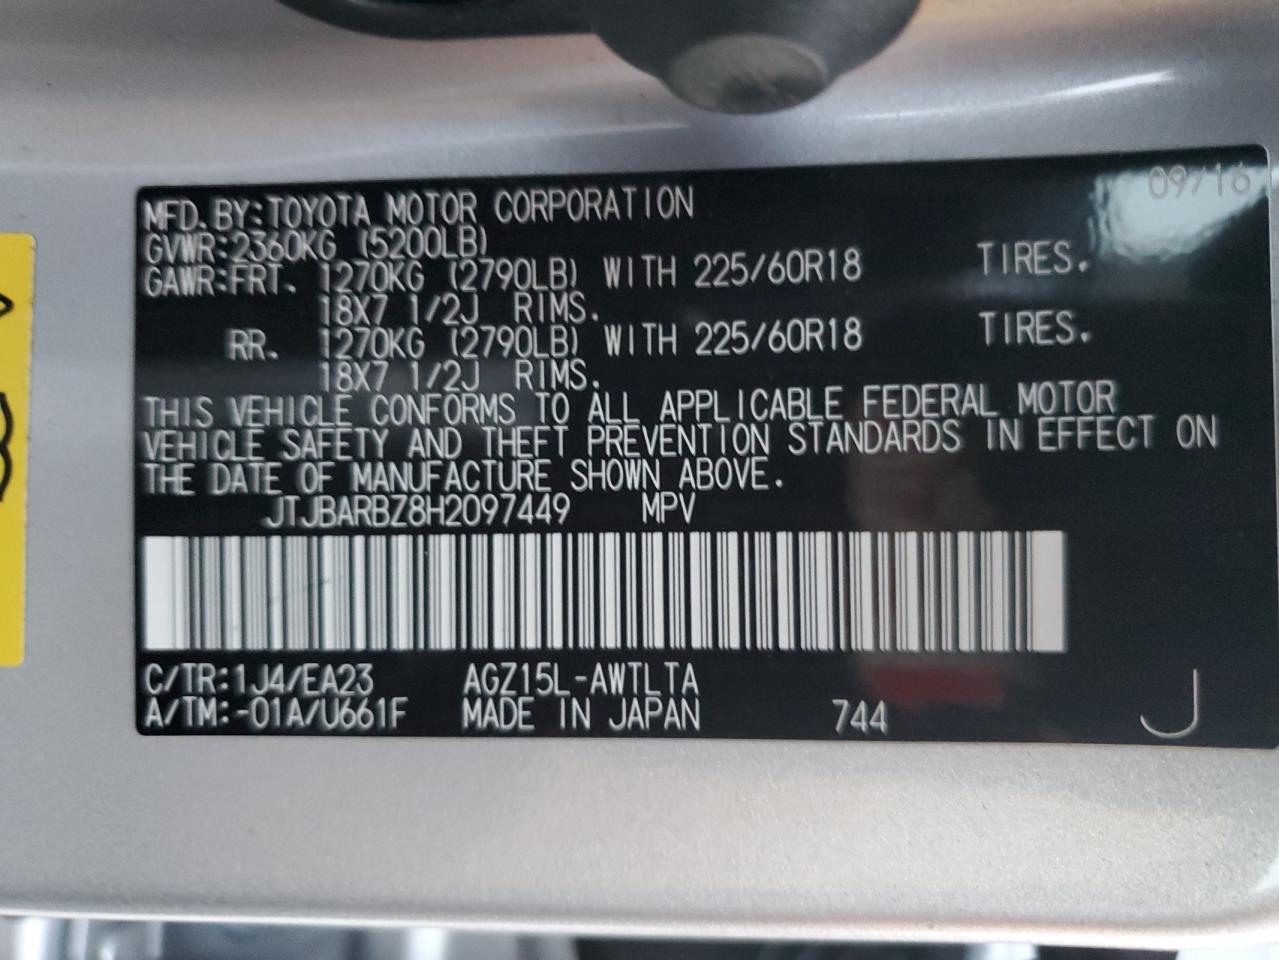 09/16
MFD. BY:TOYOTA MOTOR CORPORATION
GVWR:2360KG (5200LB)
GAWR:FRT. 1270KG (2790LB) WITH 225/60R18 TIRES.
18X7 1/2J RIMS.
RR. 1270KG (2790LB) WITH 225/60R18 TIRES.
18X7 1/2J RIMS.
THIS VEHICLE CONFORMS TO ALL APPLICABLE FEDERAL MOTOR
VEHICLE SAFETY AND THEFT PREVENTION STANDARDS IN EFFECT ON
THE DATE OF MANUFACTURE SHOWN ABOVE.
JTJBARBZ8H2097449 MPV
C/TR:1J4/EA23 AGZ15L-AWTLTA
A/TM:-01A/U661F MADE IN JAPAN 744 J